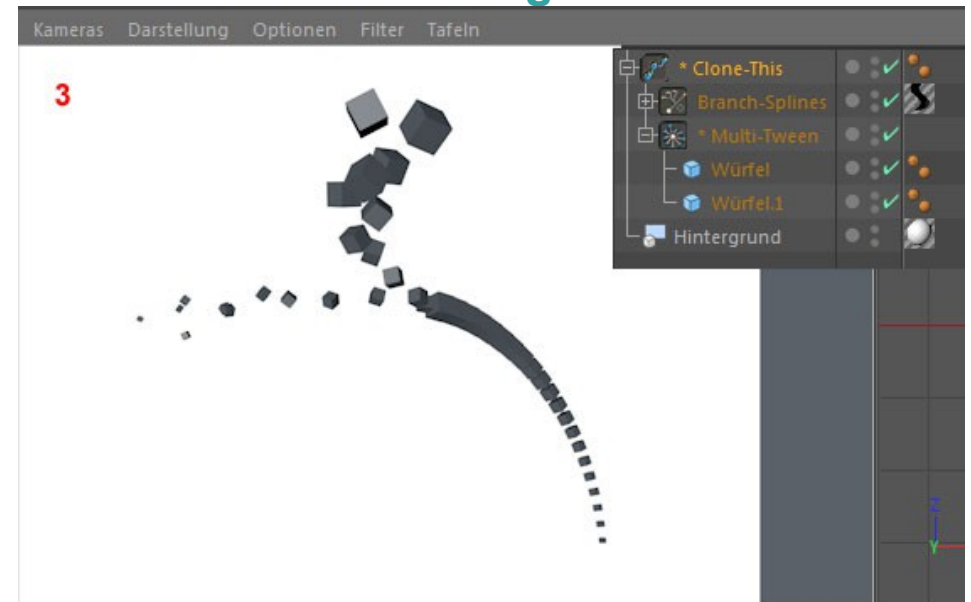 Kameras Darstellung Optionen Filter Tafeln
3
* Clone-This
Branch-Splines
* Multi-Tween
Würfel
Würfel.1
Hintergrund
Z
Y